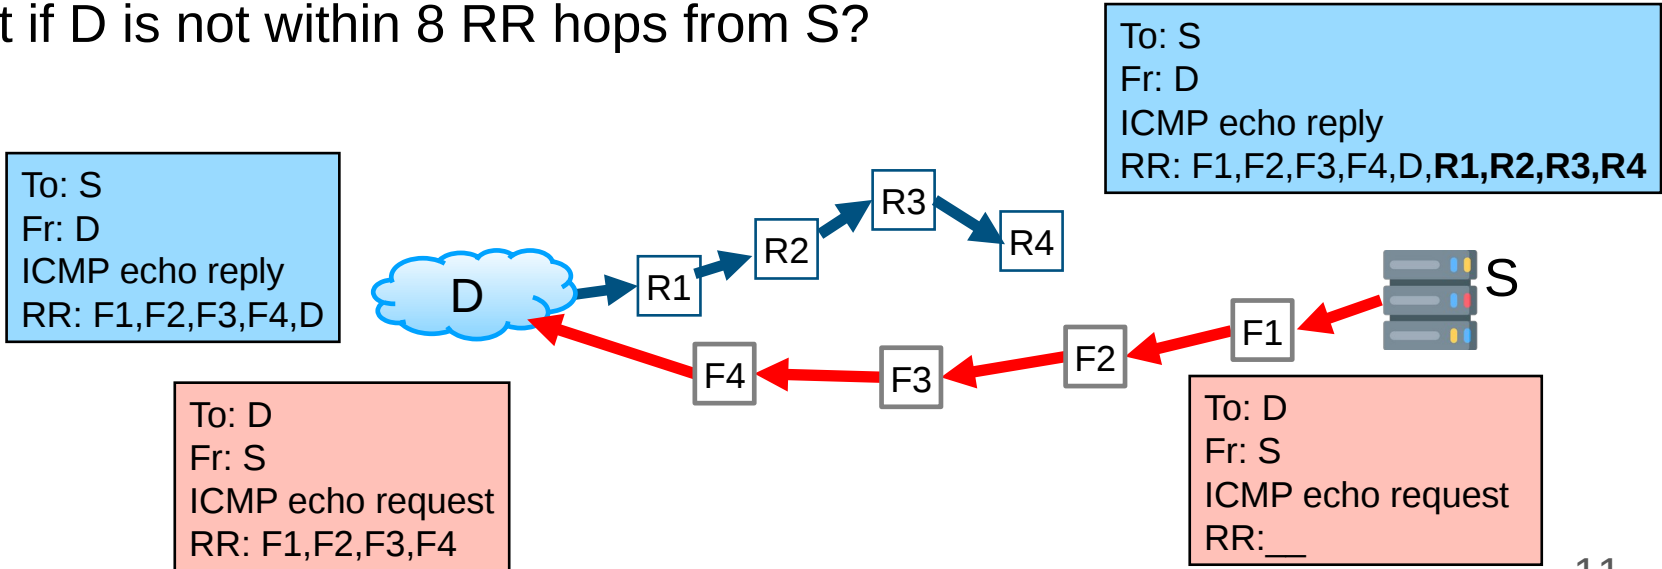 t if D is not within 8 RR hops from S?
To: S
Fr: D
ICMP echo reply
RR: F1,F2,F3,F4,D,R1,R2,R3,R4
To: S
Fr: D
ICMP echo reply
RR: F1,F2,F3,F4,D
D
R1
R2
R3
R4
S
F1
F2
F3
F4
To: D
Fr: S
ICMP echo request
RR: F1,F2,F3,F4
To: D
Fr: S
ICMP echo request
RR:__